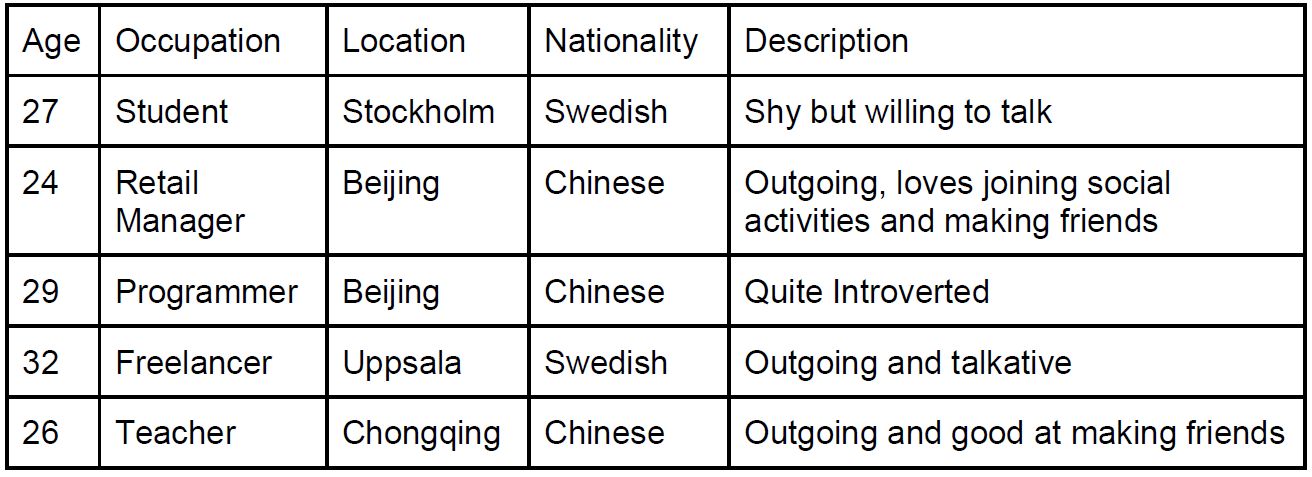 Age Occupation Location Nationality Description
27 Student Stockholm Swedish Shy but willing to talk
24 Retail Manager Beijing Chinese Outgoing, loves joining social activities and making friends
29 Programmer Beijing Chinese Quite Introverted
32 Freelancer Uppsala Swedish Outgoing and talkative
26 Teacher Chongqing Chinese Outgoing and good at making friends